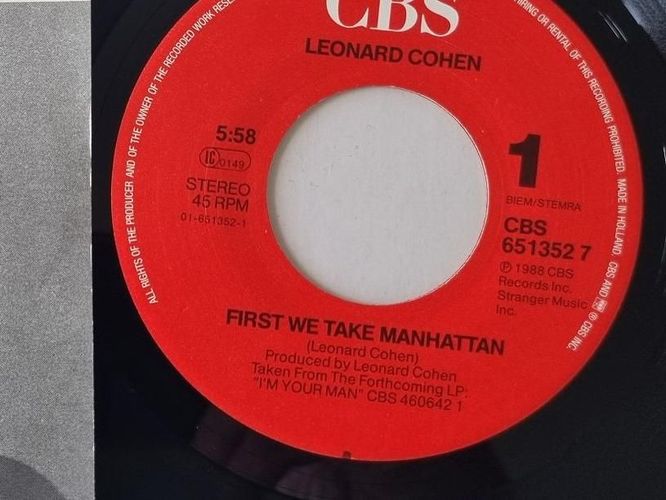 CBS
LEONARD COHEN
5:58
LC 0149
STEREO
45 RPM
01-651352-1
1
BIEM/STEMRA
CBS
651352 7
℗ 1988 CBS
Records Inc.
Stranger Music
Inc.
FIRST WE TAKE MANHATTAN
(Leonard Cohen)
Produced by Leonard Cohen
Taken From The Forthcoming LP:
"I'M YOUR MAN" CBS 460642 1
ALL RIGHTS OF THE PRODUCER AND OF THE OWNER OF THE RECORDED WORK
OR RENTAL OF THIS RECORDING PROHIBITED. MADE IN HOLLAND. CBS AND ® CBS INC.